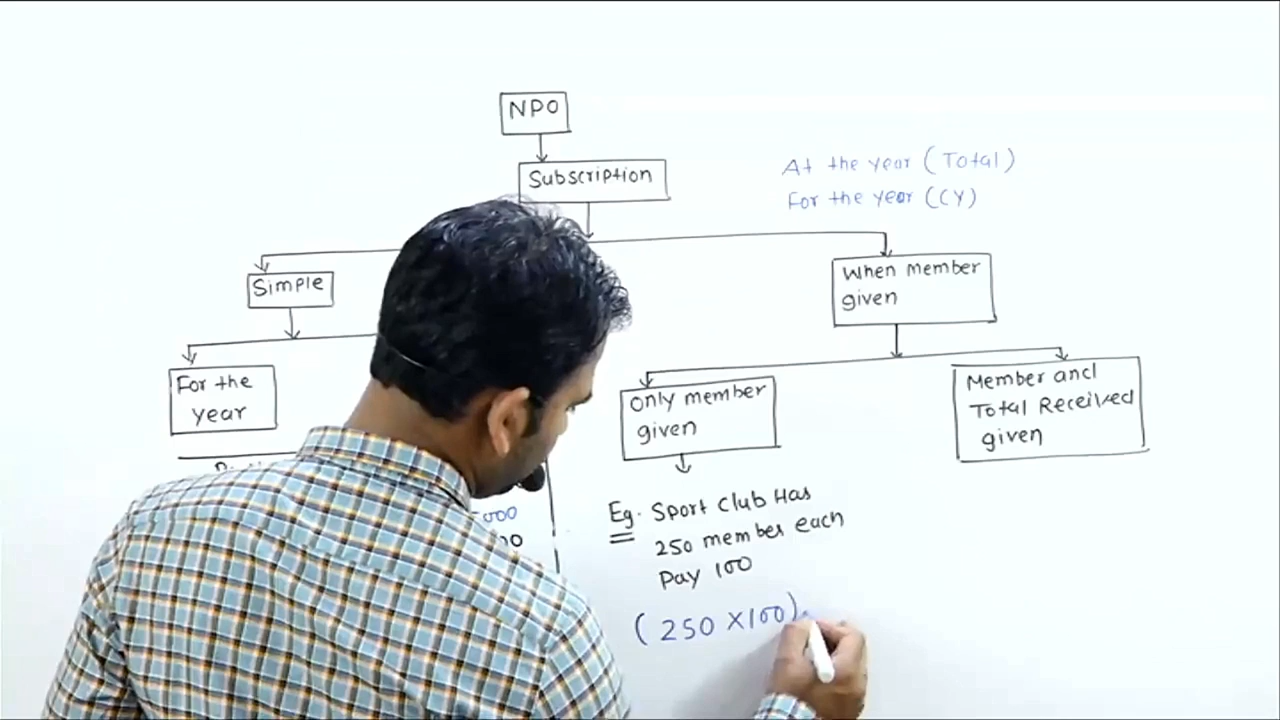 NPO
Subscription
At the year (Total)
For the year (CY)
Simple
When member
given
For the
year
Only member
given
Member and
Total Received
given
Eg. Sport Club Has
250 member each
Pay 100
(250 x 100)